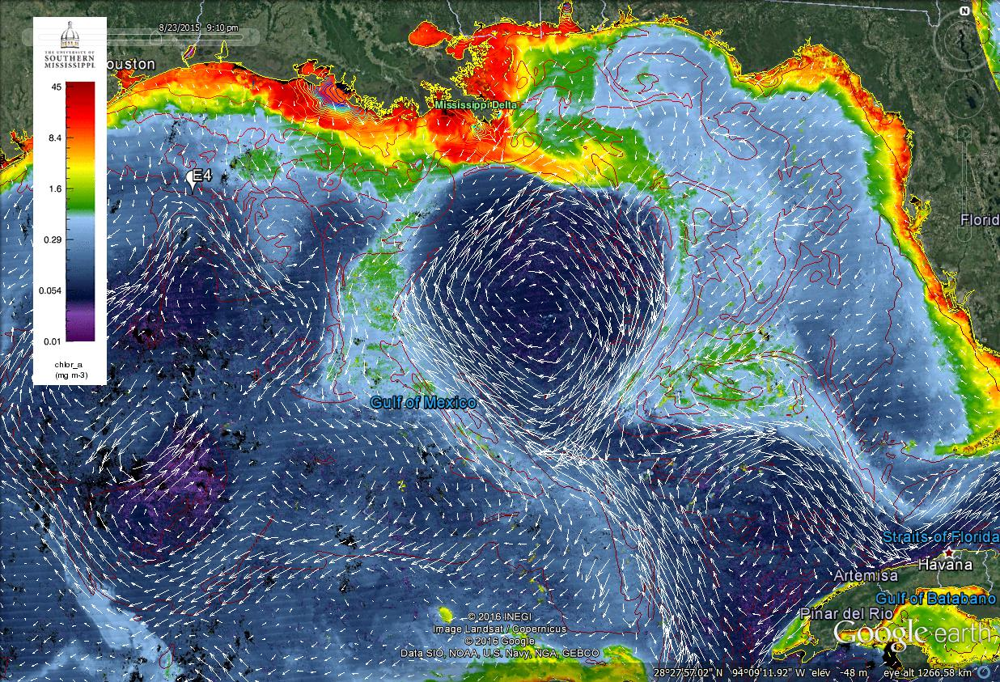 8/23/2015 9:10 pm
N
THE UNIVERSITY OF
SOUTHERN
MISSISSIPPI
ouston
45
8.4
1.6
0.29
0.054
0.01
chlor_a
(mg m-3)
Mississippi Delta
E4
Florid
Gulf of Mexico
Straits of Florida
Havana
Artemisa
Gulf of Batabano
Pinar del Rio
© 2016 INEGI
Image Landsat / Copernicus
© 2016 Google
Data SIO, NOAA, U.S. Navy, NGA, GEBCO
Google earth
28°27'57.02" N 94°09'11.92" W elev -48 m eye alt 1266.58 km